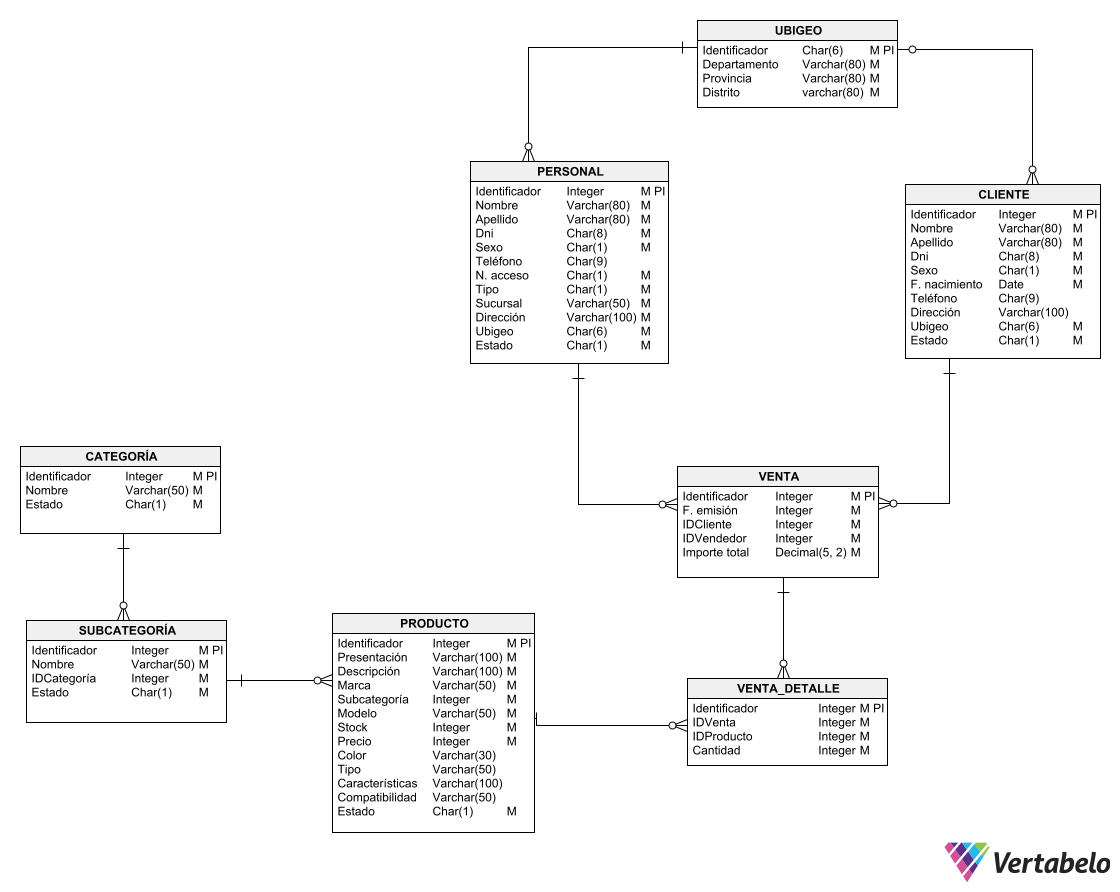 UBIGEO
Identificador Char(6) M PI
Departamento Varchar(80) M
Provincia Varchar(80) M
Distrito varchar(80) M
PERSONAL
Identificador Integer M PI
Nombre Varchar(80) M
Apellido Varchar(80) M
Dni Char(8) M
Sexo Char(1) M
Teléfono Char(9)
N. acceso Char(1) M
Tipo Char(1) M
Sucursal Varchar(50) M
Dirección Varchar(100) M
Ubigeo Char(6) M
Estado Char(1) M
CLIENTE
Identificador Integer M PI
Nombre Varchar(80) M
Apellido Varchar(80) M
Dni Char(8) M
Sexo Char(1) M
F. nacimiento Date M
Teléfono Char(9)
Dirección Varchar(100)
Ubigeo Char(6) M
Estado Char(1) M
CATEGORÍA
Identificador Integer M PI
Nombre Varchar(50) M
Estado Char(1) M
VENTA
Identificador Integer M PI
F. emisión Integer M
IDCliente Integer M
IDVendedor Integer M
Importe total Decimal(5, 2) M
SUBCATEGORÍA
Identificador Integer M PI
Nombre Varchar(50) M
IDCategoría Integer M
Estado Char(1) M
PRODUCTO
Identificador Integer M PI
Presentación Varchar(100) M
Descripción Varchar(100) M
Marca Varchar(50) M
Subcategoría Integer M
Modelo Varchar(50) M
Stock Integer M
Precio Integer M
Color Varchar(30)
Tipo Varchar(50)
Características Varchar(100)
Compatibilidad Varchar(50)
Estado Char(1) M
VENTA_DETALLE
Identificador Integer M PI
IDVenta Integer M
IDProducto Integer M
Cantidad Integer M
Vertabelo